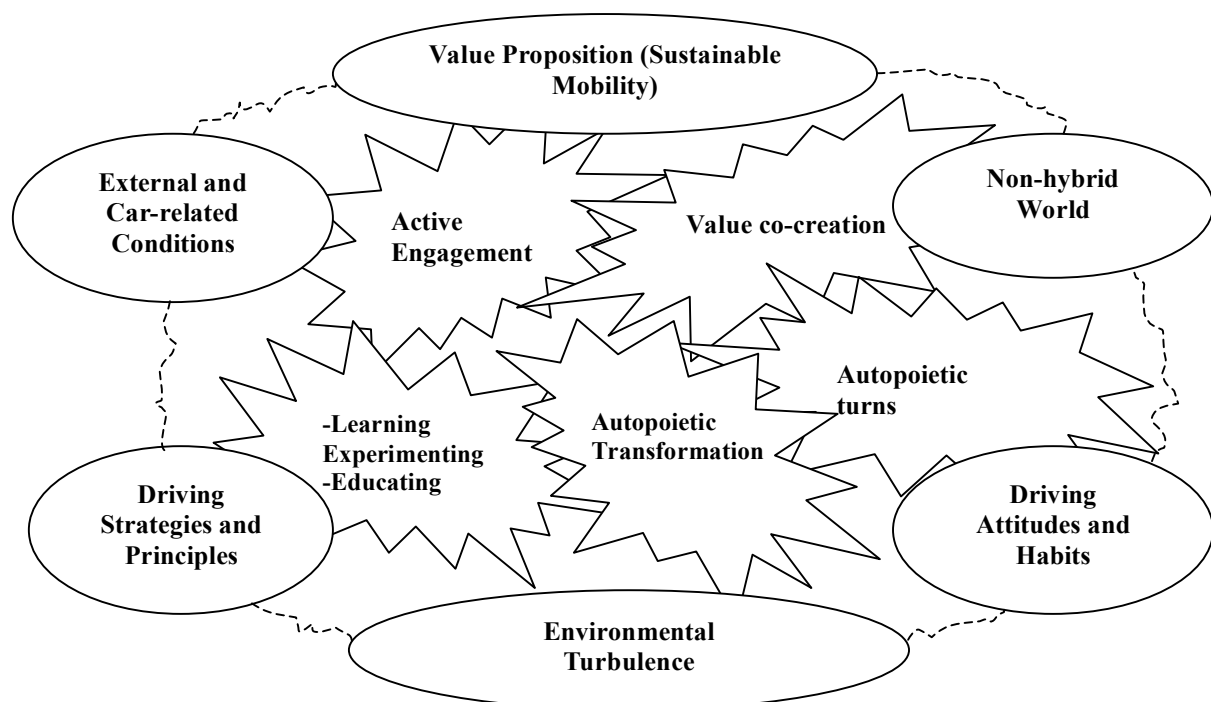 Value Proposition (Sustainable
Mobility)
External and
Car-related
Conditions
Non-hybrid
World
Active
Engagement
Value co-creation
Autopoietic
turns
-Learning
Experimenting
-Educating
Autopoietic
Transformation
Driving
Strategies and
Principles
Driving
Attitudes and
Habits
Environmental
Turbulence